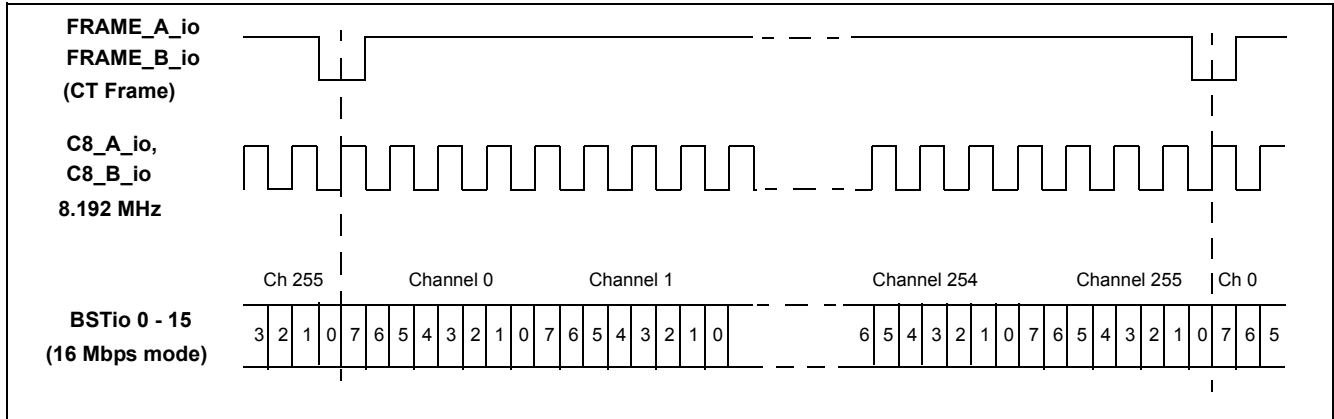 FRAME_A_io
FRAME_B_io
(CT Frame)
C8_A_io,
C8_B_io
8.192 MHz
Ch 255 Channel 0 Channel 1 Channel 254 Channel 255 Ch 0
BSTio 0 - 15
(16 Mbps mode)
3 2 1 0 7 6 5 4 3 2 1 0 7 6 5 4 3 2 1 0 6 5 4 3 2 1 0 7 6 5 4 3 2 1 0 7 6 5